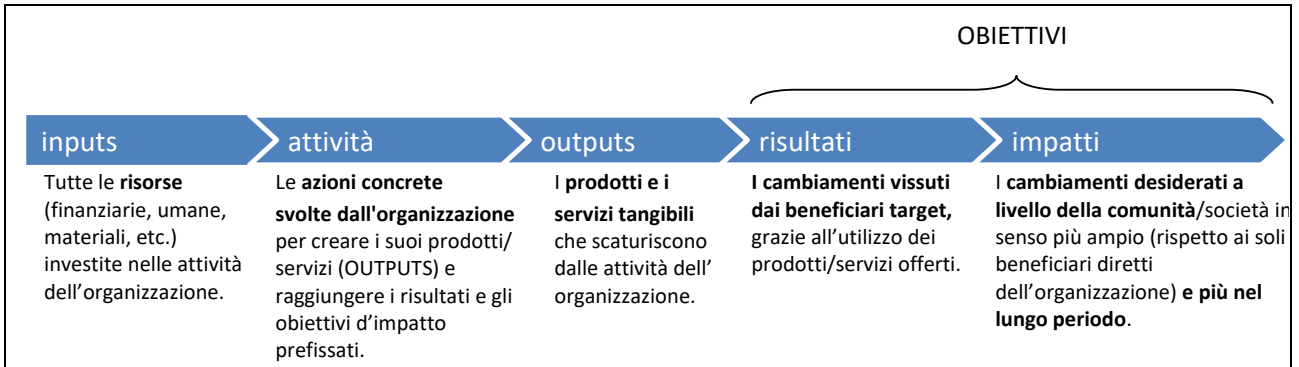 OBIETTIVI
inputs
attività
outputs
risultati
impatti
Tutte le risorse
(finanziarie, umane,
materiali, etc.)
investite nelle attività
dell’organizzazione.
Le azioni concrete
svolte dall'organizzazione
per creare i suoi prodotti/
servizi (OUTPUTS) e
raggiungere i risultati e gli
obiettivi d’impatto
prefissati.
I prodotti e i
servizi tangibili
che scaturiscono
dalle attività dell’
organizzazione.
I cambiamenti vissuti
dai beneficiari target,
grazie all’utilizzo dei
prodotti/servizi offerti.
I cambiamenti desiderati a
livello della comunità/società in
senso più ampio (rispetto ai soli
beneficiari diretti
dell’organizzazione) e più nel
lungo periodo.